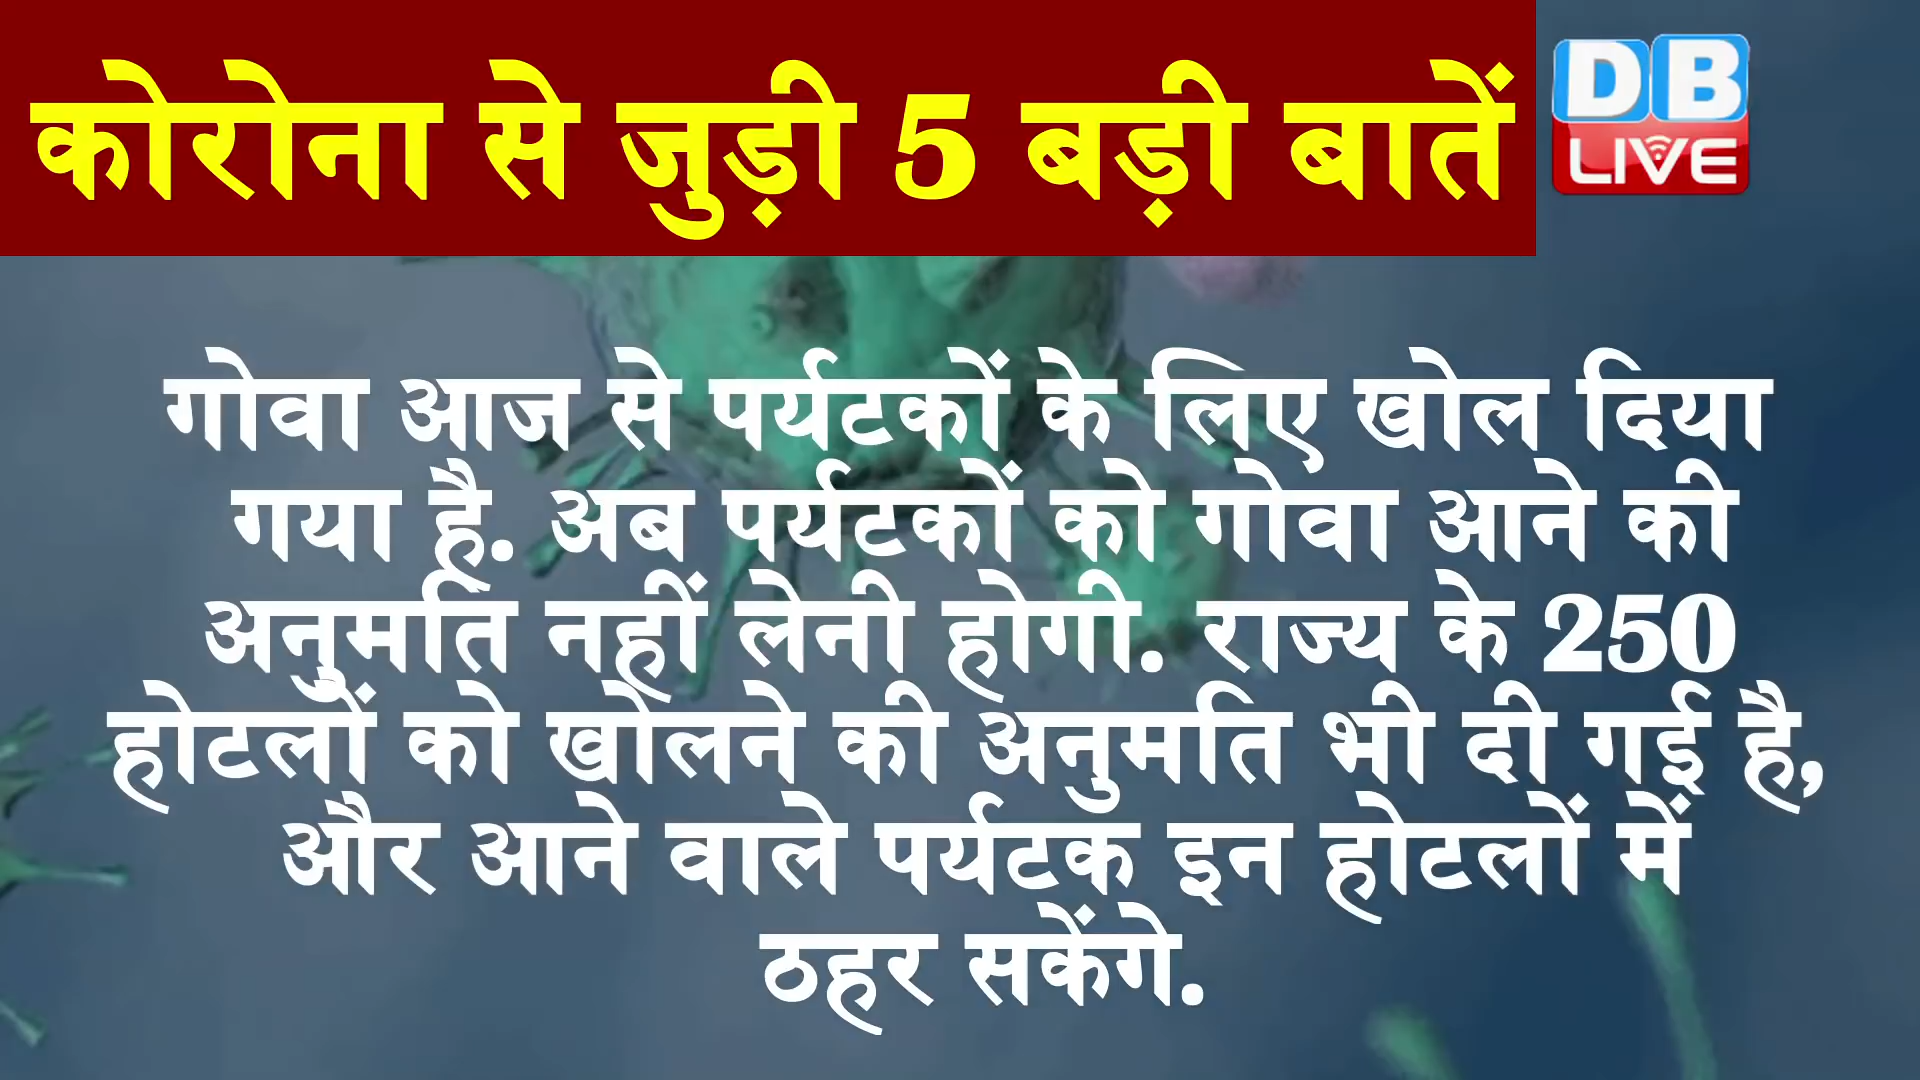 कोरोना से जुड़ी 5 बड़ी बातें
DB
LIVE
गोवा आज से पर्यटकों के लिए खोल दिया
गया है. अब पर्यटकों को गोवा आने की
अनुमति नहीं लेनी होगी. राज्य के 250
होटलों को खोलने की अनुमति भी दी गई है,
और आने वाले पर्यटक इन होटलों में
ठहर सकेंगे.